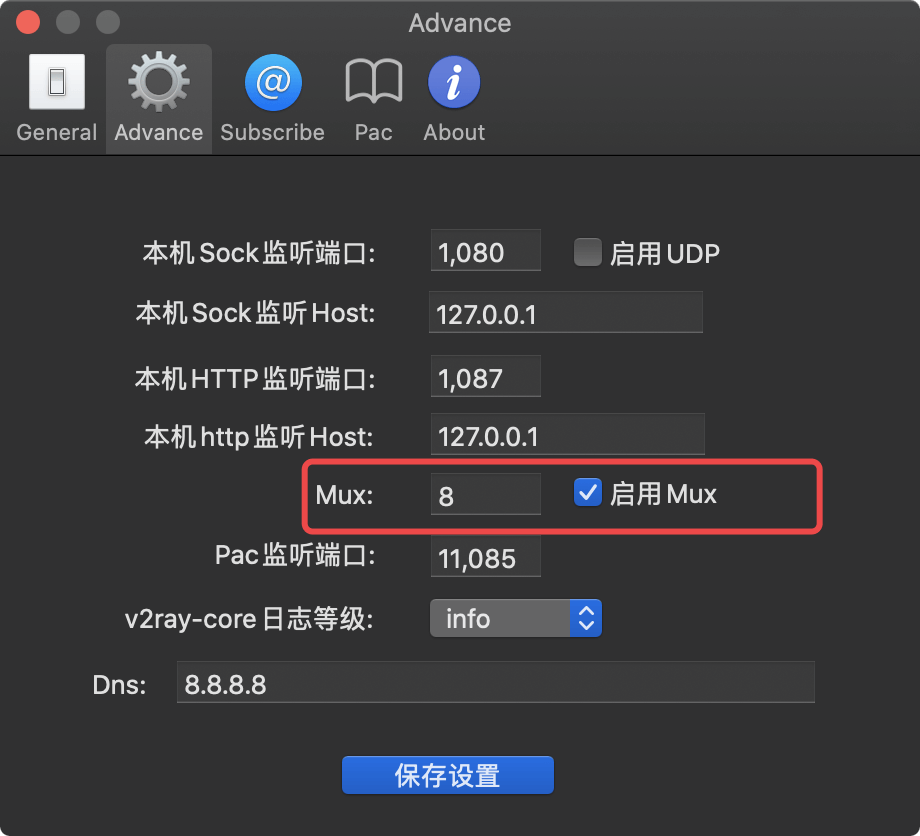 Advance
General Advance Subscribe Pac About
本机Sock监听端口: 1,080 启用UDP
本机Sock监听Host: 127.0.0.1
本机HTTP监听端口: 1,087
本机http监听Host: 127.0.0.1
Mux: 8 启用Mux
Pac监听端口: 11,085
v2ray-core日志等级: info
Dns: 8.8.8.8
保存设置